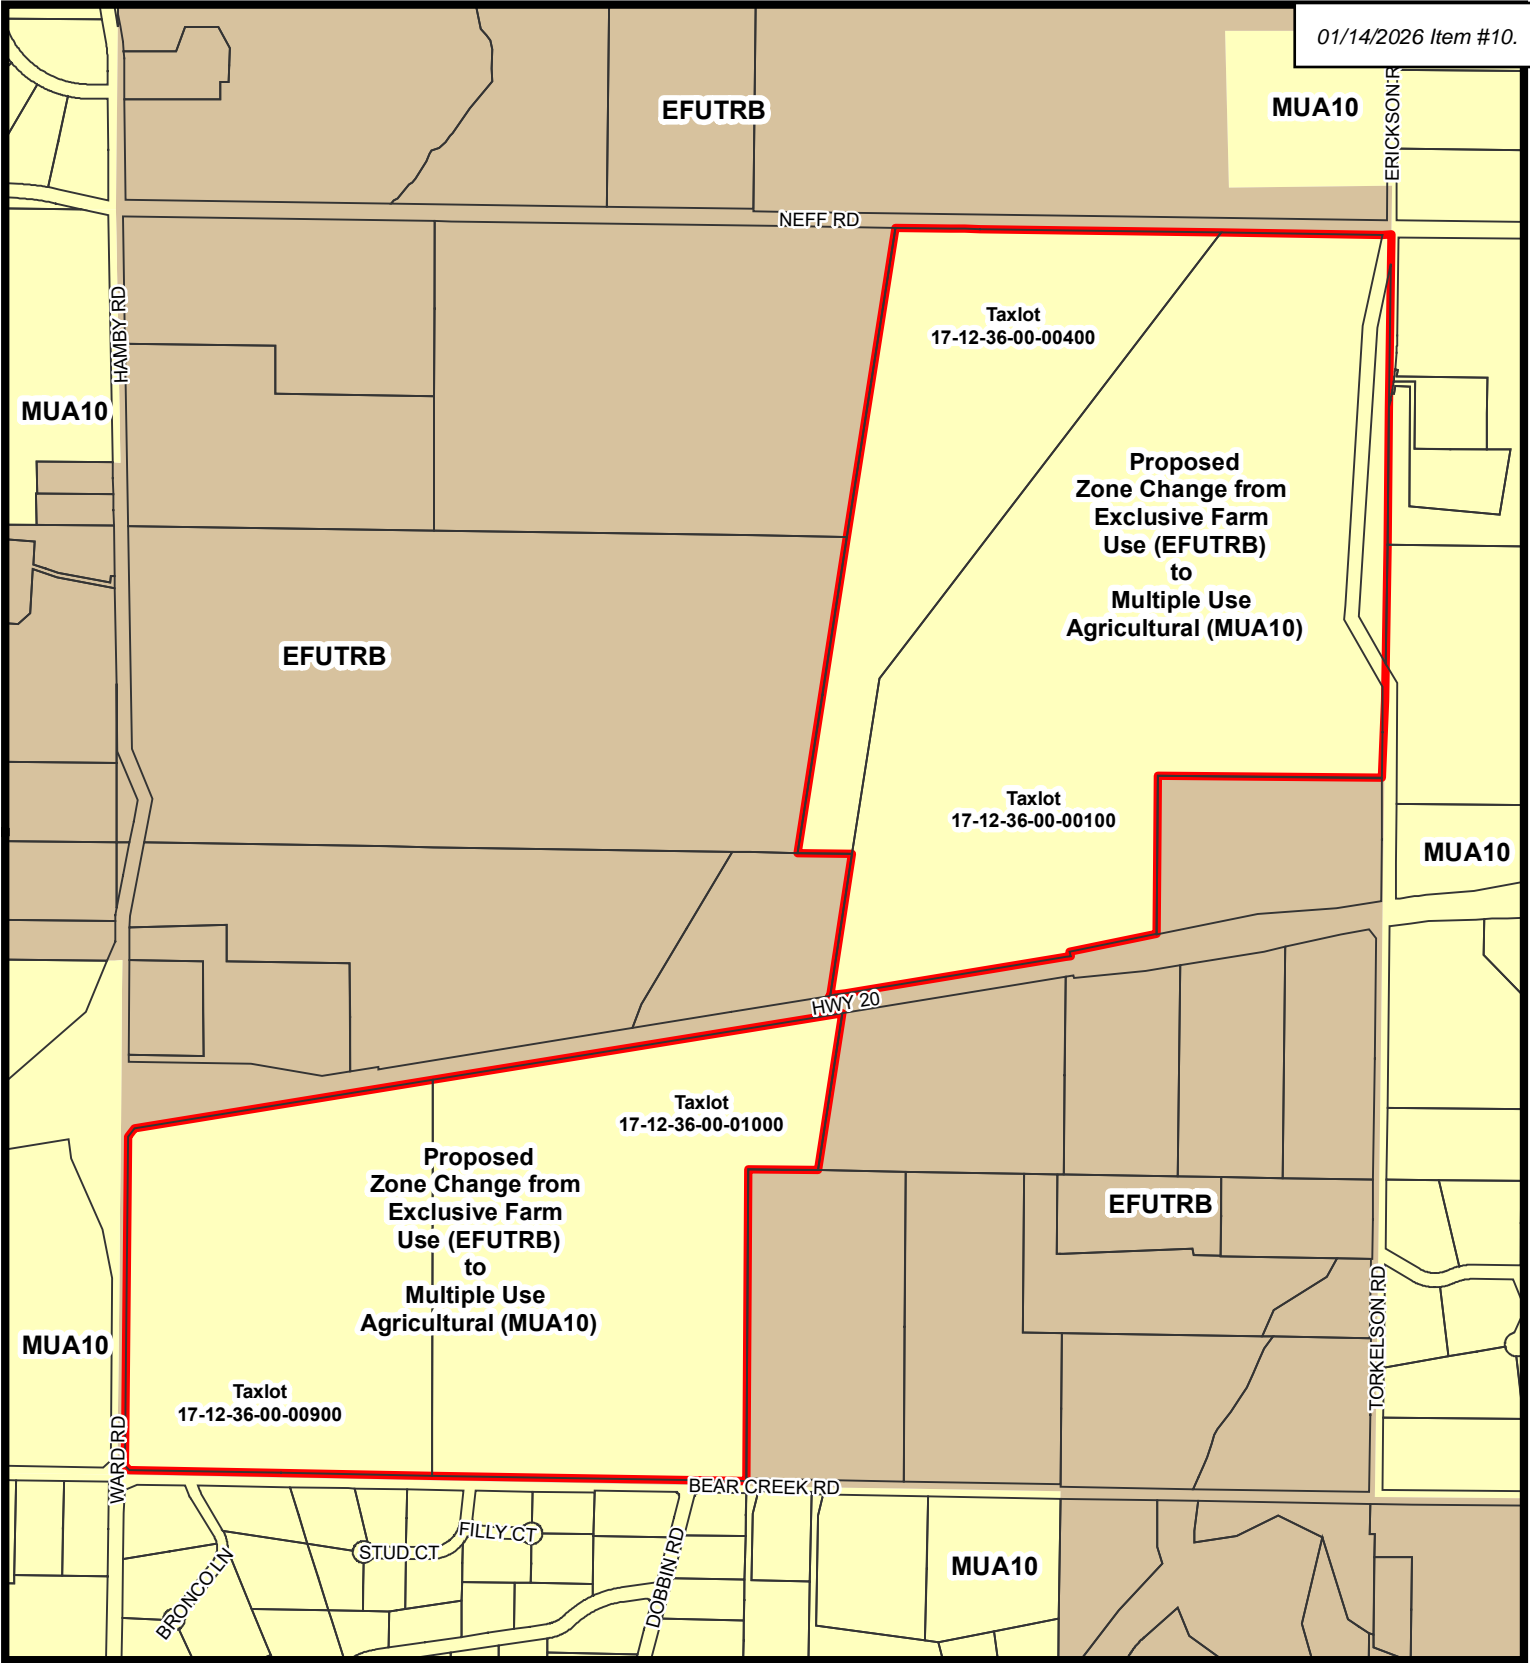 01/14/2026 Item #10.
EFUTRB
MUA10
ERICKSON R
NEFF RD
HAMBY RD
Taxlot
17-12-36-00-00400
MUA10
Proposed
Zone Change from
Exclusive Farm
Use (EFUTRB)
to
Multiple Use
Agricultural (MUA10)
EFUTRB
Taxlot
17-12-36-00-00100
MUA10
HWY 20
Taxlot
17-12-36-00-01000
Proposed
Zone Change from
Exclusive Farm
Use (EFUTRB)
to
Multiple Use
Agricultural (MUA10)
EFUTRB
MUA10
TORKELSON RD
Taxlot
17-12-36-00-00900
WARD RD
BEAR CREEK RD
FILLY CT
STUD CT
BRONCO LN
DOBBIN RD
MUA10